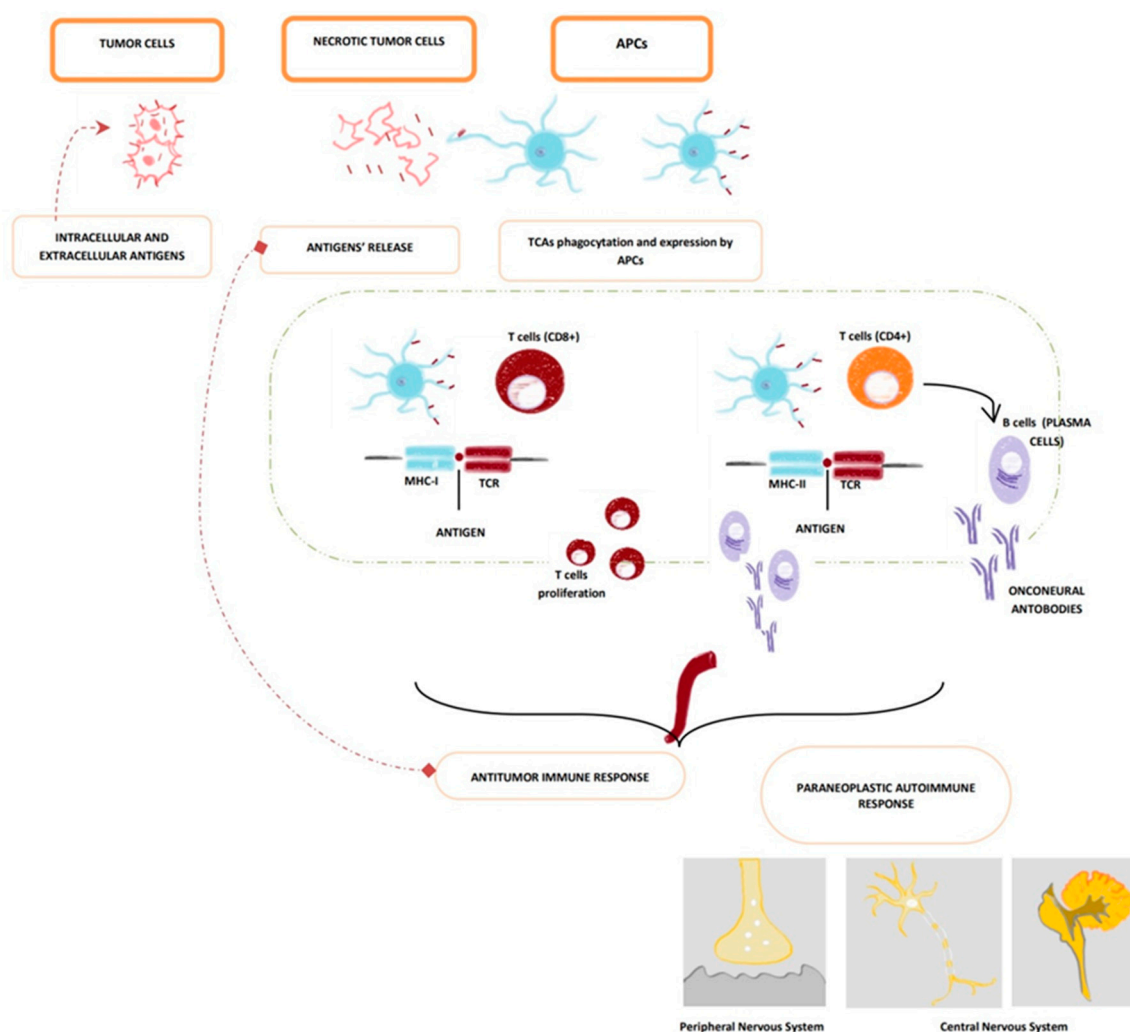 TUMOR CELLS
NECROTIC TUMOR CELLS
APCs
INTRACELLULAR AND
EXTRACELLULAR ANTIGENS
ANTIGENS' RELEASE
TCAs phagocytation and expression by
APCs
T cells (CD8+)
T cells (CD4+)
B cells (PLASMA
CELLS)
MHC-I
TCR
ANTIGEN
MHC-II
TCR
ANTIGEN
T cells
proliferation
ONCONEURAL
ANTOBODIES
ANTITUMOR IMMUNE RESPONSE
PARANEOPLASTIC AUTOIMMUNE
RESPONSE
Peripheral Nervous System
Central Nervous System